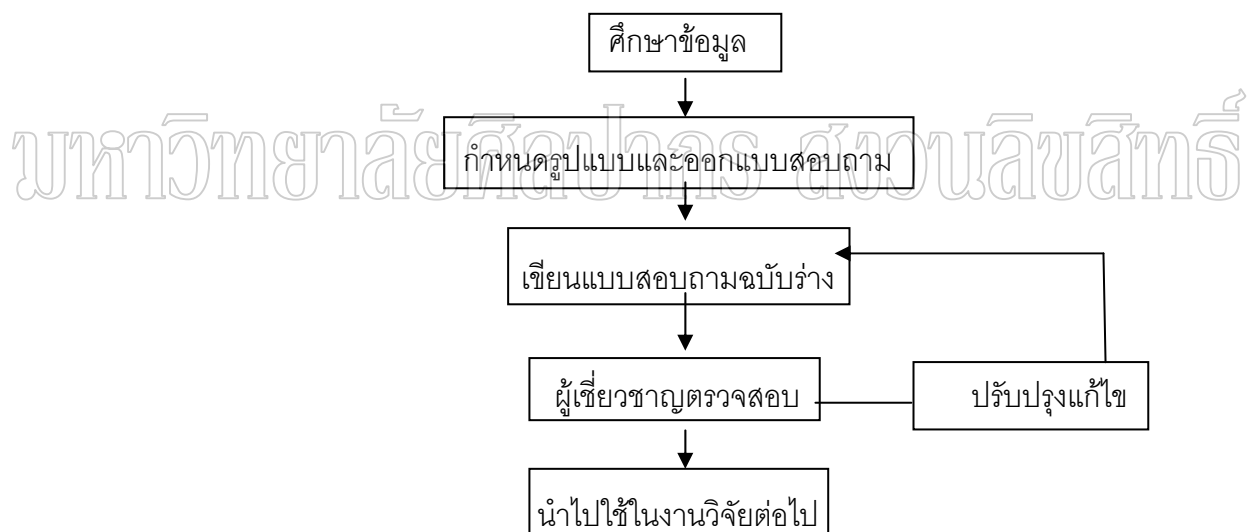 ศึกษาข้อมูล
มหาวิทยาลัยศิลปากร สงวนลิขสิทธิ์
กำหนดรูปแบบและออกแบบสอบถาม
เขียนแบบสอบถามฉบับร่าง
ผู้เชี่ยวชาญตรวจสอบ
ปรับปรุงแก้ไข
นำไปใช้ในงานวิจัยต่อไป